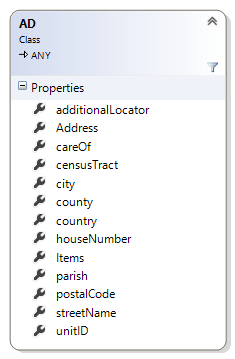 AD
Class
→ ANY
Properties
additionalLocator
Address
careOf
censusTract
city
county
country
houseNumber
Items
parish
postalCode
streetName
unitID